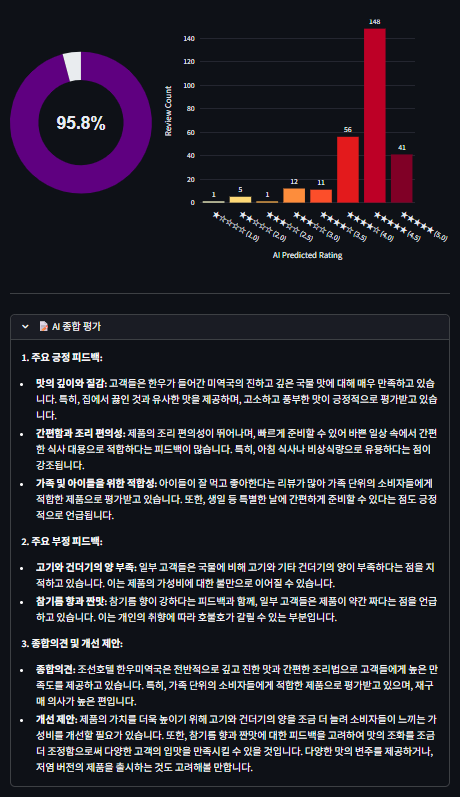 140
120
100
80
60
40
20
0
Review Count
95.8%
1
5
1
12
11
56
148
41
★☆☆☆☆ (1.0)
★★☆☆☆ (2.0)
★★★☆☆ (2.5)
★★★☆☆ (3.0)
★★★★☆ (3.5)
★★★★☆ (4.0)
★★★★★ (4.5)
★★★★★ (5.0)
AI Predicted Rating
AI 종합 평가
1. 주요 긍정 피드백:
• 맛의 깊이와 질감: 고객들은 한우가 들어간 미역국의 진하고 깊은 국물 맛에 대해 매우 만족하고 있습
니다. 특히, 집에서 끓인 것과 유사한 맛을 제공하며, 고소하고 풍부한 맛이 긍정적으로 평가받고 있습니
다.
• 간편함과 조리 편의성: 제품의 조리 편의성이 뛰어나며, 빠르게 준비할 수 있어 바쁜 일상 속에서 간편
한 식사 대용으로 적합하다는 피드백이 많습니다. 특히, 아침 식사나 비상식량으로 유용하다는 점이
강조됩니다.
• 가족 및 아이들을 위한 적합성: 아이들이 잘 먹고 좋아한다는 리뷰가 많아 가족 단위의 소비자들에게
적합한 제품으로 평가받고 있습니다. 또한, 생일 등 특별한 날에 간편하게 준비할 수 있다는 점도 긍정
적으로 언급됩니다.
2. 주요 부정 피드백:
• 고기와 건더기의 양 부족: 일부 고객들은 국물에 비해 고기와 기타 건더기의 양이 부족하다는 점을 지
적하고 있습니다. 이는 제품의 가성비에 대한 불만으로 이어질 수 있습니다.
• 참기름 향과 짠맛: 참기름 향이 강하다는 피드백과 함께, 일부 고객들은 제품이 약간 짜다는 점을 언급
하고 있습니다. 이는 개인의 취향에 따라 호불호가 갈릴 수 있는 부분입니다.
3. 종합의견 및 개선 제안:
• 종합의견: 조선호텔 한우미역국은 전반적으로 깊고 진한 맛과 간편한 조리법으로 고객들에게 높은 만
족도를 제공하고 있습니다. 특히, 가족 단위의 소비자들에게 적합한 제품으로 평가받고 있으며, 재구
매 의사가 높은 편입니다.
• 개선 제안: 제품의 가치를 더욱 높이기 위해 고기와 건더기의 양을 조금 더 늘려 소비자들이 느끼는 가
성비를 개선할 필요가 있습니다. 또한, 참기름 향과 짠맛에 대한 피드백을 고려하여 맛의 조화를 조금
더 조정함으로써 다양한 고객의 입맛을 만족시킬 수 있을 것입니다. 다양한 맛의 변주를 제공하거나,
저염 버전의 제품을 출시하는 것도 고려해볼 만합니다.